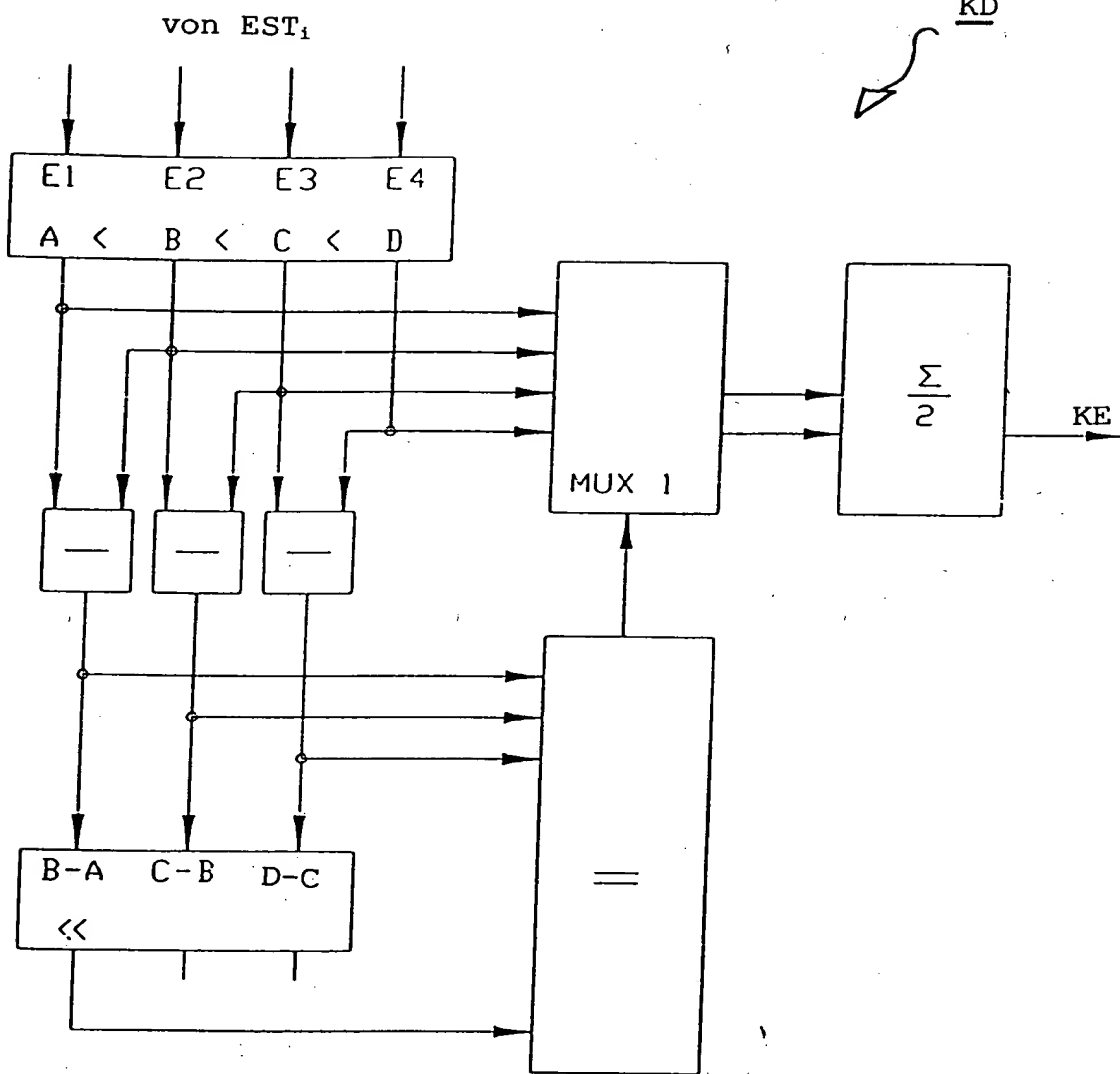 KD
von ESTi
E1 E2 E3 E4
A < B < C < D
Σ
2
KE
MUX 1
— — —
B-A C-B D-C
<<
=